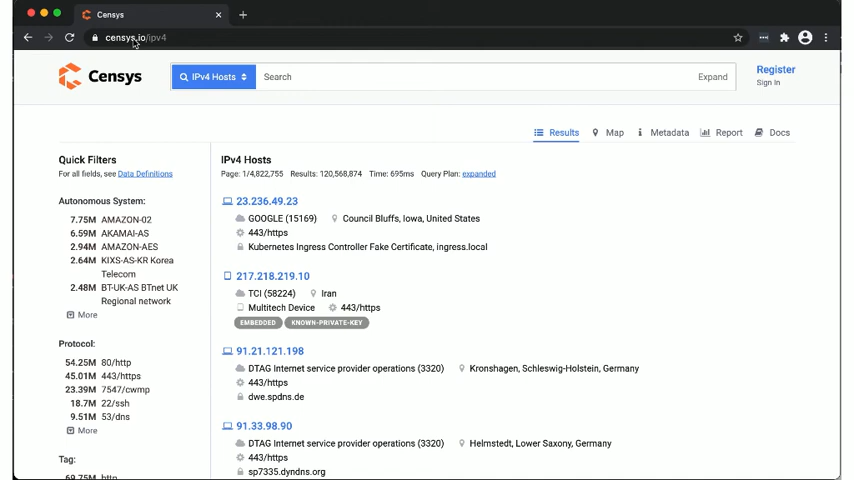 Censys
censys.io/ipv4
Censys
IPv4 Hosts
Search
Expand
Register
Sign In
Results
Map
Metadata
Report
Docs
Quick Filters
For all fields, see Data Definitions
Autonomous System:
7.75M AMAZON-02
6.59M AKAMAI-AS
2.94M AMAZON-AES
2.64M KIXS-AS-KR Korea
Telecom
2.48M BT-UK-AS BTnet UK
Regional network
More
Protocol:
54.25M 80/http
45.01M 443/https
23.39M 7547/cwmp
18.7M 22/ssh
9.51M 53/dns
More
Tag:
69.75M http
IPv4 Hosts
Page: 1/4,822,755 Results: 120,568,874 Time: 695ms Query Plan: expanded
23.236.49.23
GOOGLE (15169) Council Bluffs, Iowa, United States
443/https
Kubernetes Ingress Controller Fake Certificate, ingress.local
217.218.219.10
TCI (58224) Iran
Multitech Device 443/https
EMBEDDED KNOWN-PRIVATE-KEY
91.21.121.198
DTAG Internet service provider operations (3320) Kronshagen, Schleswig-Holstein, Germany
443/https
dwe.spdns.de
91.33.98.90
DTAG Internet service provider operations (3320) Helmstedt, Lower Saxony, Germany
443/https
sp7335.dyndns.org